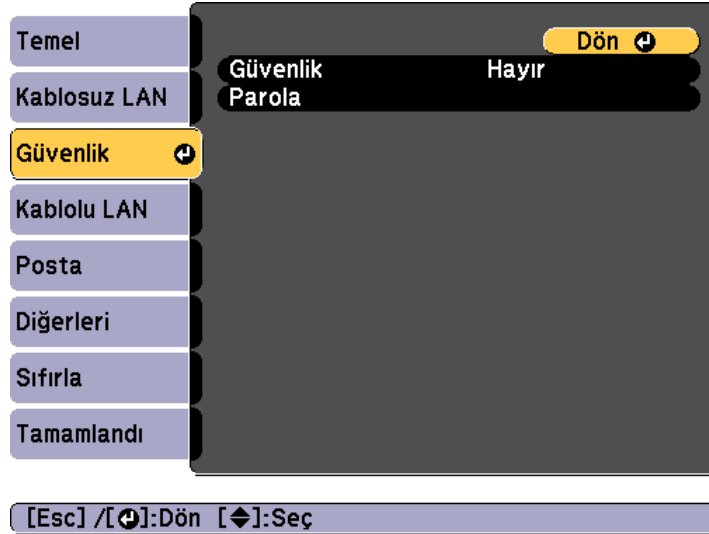 Temel
Kablosuz LAN
Güvenlik
Kablolu LAN
Posta
Diğerleri
Sıfırla
Tamamlandı
Dön
Güvenlik Hayır
Parola
[Esc] /[]:Dön []:Seç